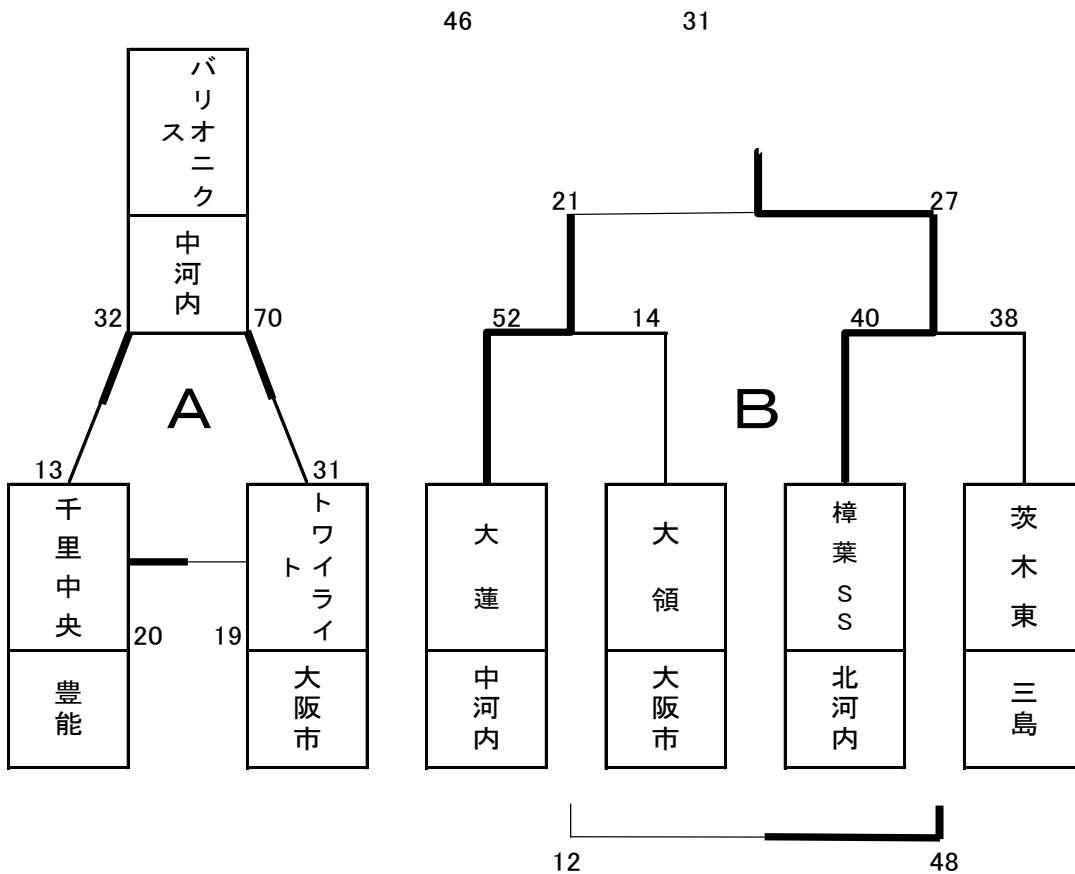 46 31
バリオニクス
中河内
21 27
32 70 52 14 40 38
A B
13 31
千里中央
トワイライト
大蓮
大領
樟葉SS
茨木東
20 19
豊能
大阪市
中河内
大阪市
北河内
三島
12 48